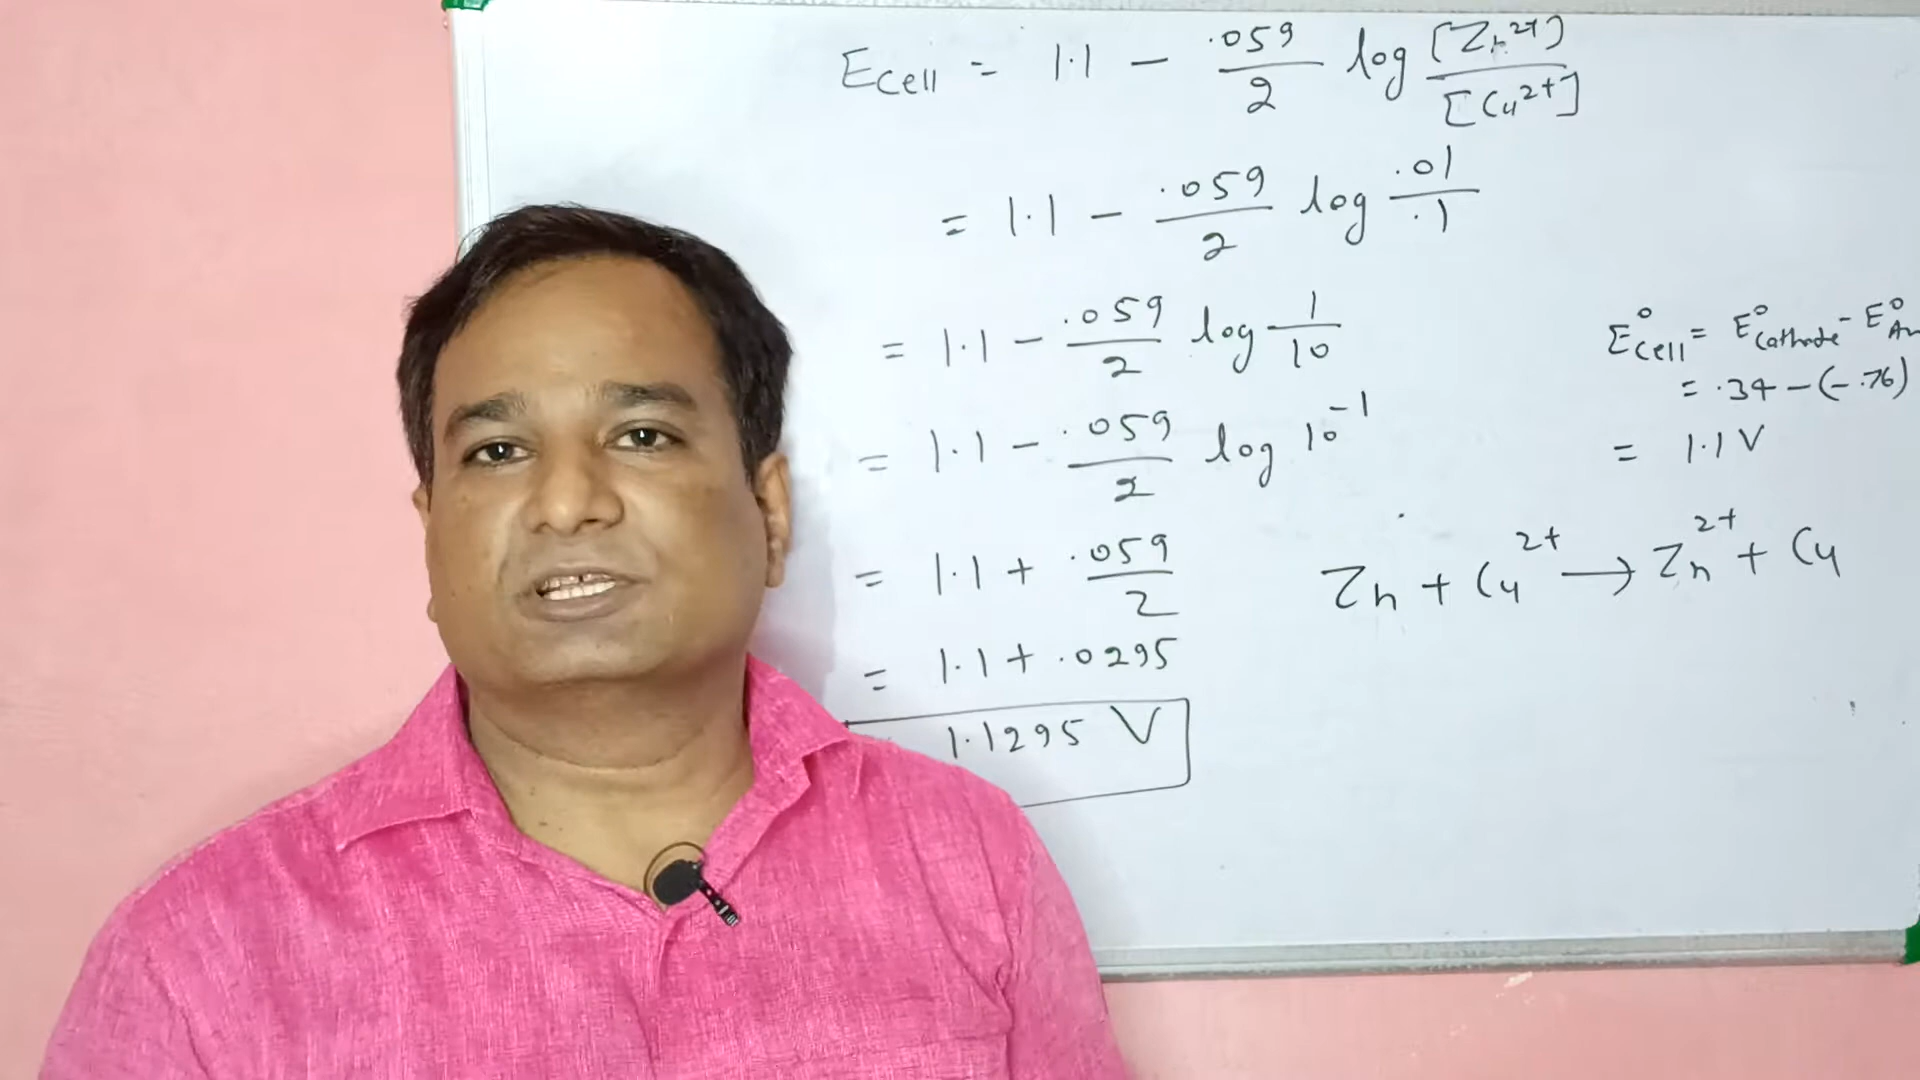 Ecell = 1.1 − .059/2 log [Zn²⁺]/[Cu²⁺]
= 1.1 − .059/2 log .01/.1
= 1.1 − .059/2 log 1/10
= 1.1 − .059/2 log 10⁻¹
= 1.1 + .059/2
= 1.1 + .0295
1.1295 V
E°cell = E°cathode - E°An
= .34 − (− .76)
= 1.1 V
Zn + Cu²⁺ → Zn²⁺ + Cu